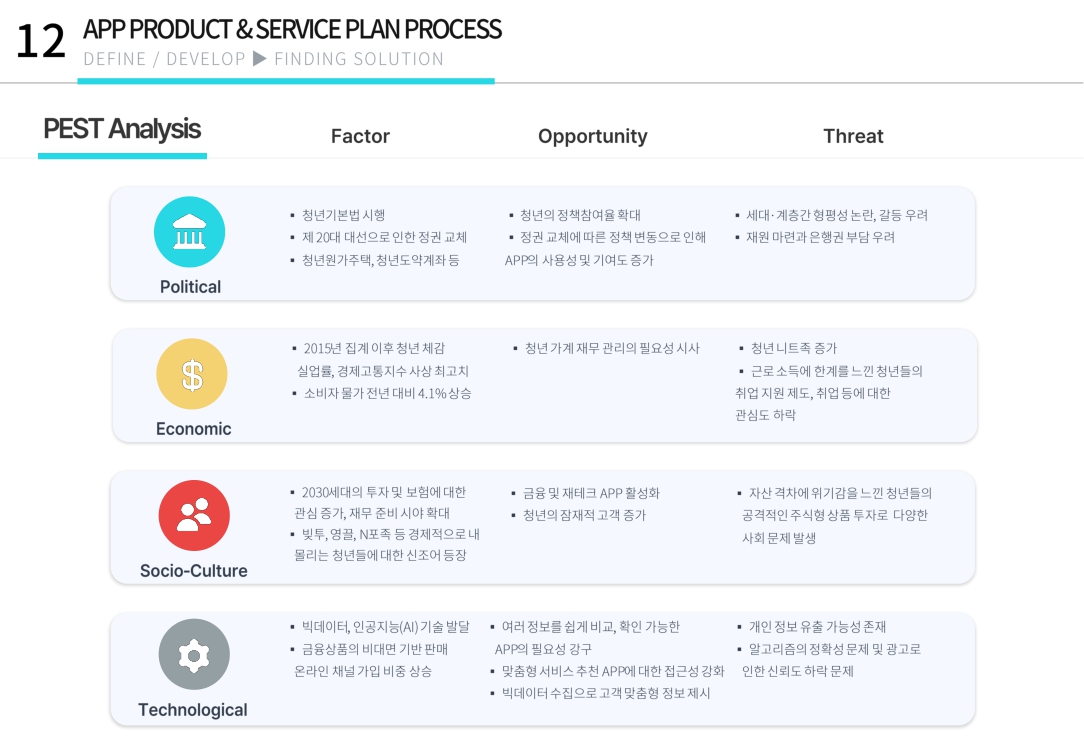 12
APP PRODUCT & SERVICE PLAN PROCESS
DEFINE / DEVELOP ▶ FINDING SOLUTION
PEST Analysis
Factor
Opportunity
Threat
Political
▪ 청년기본법 시행
▪ 제 20대 대선으로 인한 정권 교체
▪ 청년원가주택, 청년도약계좌 등
▪ 청년의 정책참여율 확대
▪ 정권 교체에 따른 정책 변동으로 인해
APP의 사용성 및 기여도 증가
▪ 세대·계층간 형평성 논란, 갈등 우려
▪ 재원 마련과 은행권 부담 우려
Economic
▪ 2015년 집계 이후 청년 체감
실업률, 경제고통지수 사상 최고치
▪ 소비자 물가 전년 대비 4.1% 상승
▪ 청년 가계 재무 관리의 필요성 시사
▪ 청년 니트족 증가
▪ 근로 소득에 한계를 느낀 청년들의
취업 지원 제도, 취업 등에 대한
관심도 하락
Socio-Culture
▪ 2030세대의 투자 및 보험에 대한
관심 증가, 재무 준비 시야 확대
▪ 빚투, 영끌, N포족 등 경제적으로 내
몰리는 청년들에 대한 신조어 등장
▪ 금융 및 재테크 APP 활성화
▪ 청년의 잠재적 고객 증가
▪ 자산 격차에 위기감을 느낀 청년들의
공격적인 주식형 상품 투자로 다양한
사회 문제 발생
Technological
▪ 빅데이터, 인공지능(AI) 기술 발달
▪ 금융상품의 비대면 기반 판매
온라인 채널 가입 비중 상승
▪ 여러 정보를 쉽게 비교, 확인 가능한
APP의 필요성 강구
▪ 맞춤형 서비스 추천 APP에 대한 접근성 강화
▪ 빅데이터 수집으로 고객 맞춤형 정보 제시
▪ 개인 정보 유출 가능성 존재
▪ 알고리즘의 정확성 문제 및 광고로
인한 신뢰도 하락 문제